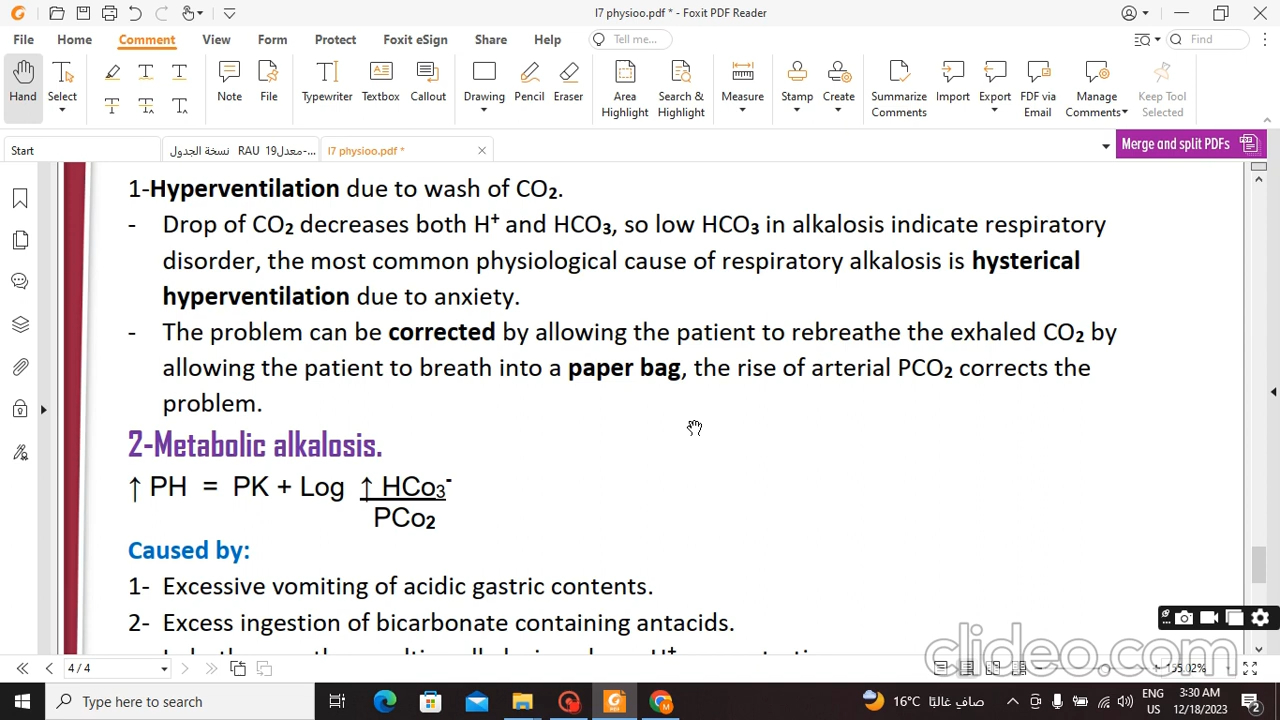 l7 physioo.pdf * - Foxit PDF Reader
File Home Comment View Form Protect Foxit eSign Share Help Tell me... Find
Hand Select Note File Typewriter Textbox Callout Drawing Pencil Eraser Area Highlight Search & Highlight Measure Stamp Create Summarize Comments Import Export FDF via Email Manage Comments Keep Tool Selected
Start نسخة الجدول RAU 19معدل-... l7 physioo.pdf * Merge and split PDFs
1-Hyperventilation due to wash of CO₂.
- Drop of CO₂ decreases both H⁺ and HCO₃, so low HCO₃ in alkalosis indicate respiratory
disorder, the most common physiological cause of respiratory alkalosis is hysterical
hyperventilation due to anxiety.
- The problem can be corrected by allowing the patient to rebreathe the exhaled CO₂ by
allowing the patient to breath into a paper bag, the rise of arterial PCO₂ corrects the
problem.
2-Metabolic alkalosis.
↑ PH = PK + Log ↑ HCo₃⁻
PCo₂
Caused by:
1- Excessive vomiting of acidic gastric contents.
2- Excess ingestion of bicarbonate containing antacids.
clideo.com
4 / 4 155.02%
Type here to search 16°C صافٍ غالبًا ENG 3:30 AM
US 12/18/2023 2